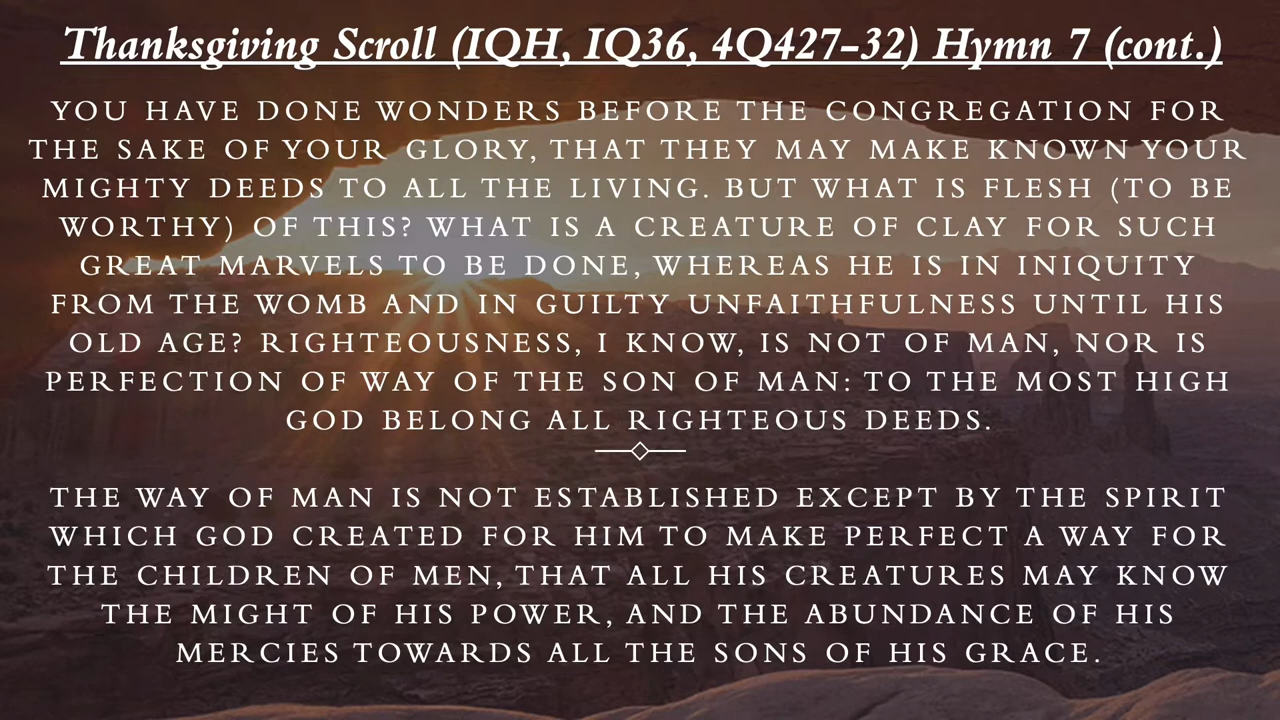 Thanksgiving Scroll (IQH, IQ36, 4Q427-32) Hymn 7 (cont.)
YOU HAVE DONE WONDERS BEFORE THE CONGREGATION FOR
THE SAKE OF YOUR GLORY, THAT THEY MAY MAKE KNOWN YOUR
MIGHTY DEEDS TO ALL THE LIVING. BUT WHAT IS FLESH (TO BE
WORTHY) OF THIS? WHAT IS A CREATURE OF CLAY FOR SUCH
GREAT MARVELS TO BE DONE, WHEREAS HE IS IN INIQUITY
FROM THE WOMB AND IN GUILTY UNFAITHFULNESS UNTIL HIS
OLD AGE? RIGHTEOUSNESS, I KNOW, IS NOT OF MAN, NOR IS
PERFECTION OF WAY OF THE SON OF MAN: TO THE MOST HIGH
GOD BELONG ALL RIGHTEOUS DEEDS.
THE WAY OF MAN IS NOT ESTABLISHED EXCEPT BY THE SPIRIT
WHICH GOD CREATED FOR HIM TO MAKE PERFECT A WAY FOR
THE CHILDREN OF MEN, THAT ALL HIS CREATURES MAY KNOW
THE MIGHT OF HIS POWER, AND THE ABUNDANCE OF HIS
MERCIES TOWARDS ALL THE SONS OF HIS GRACE.